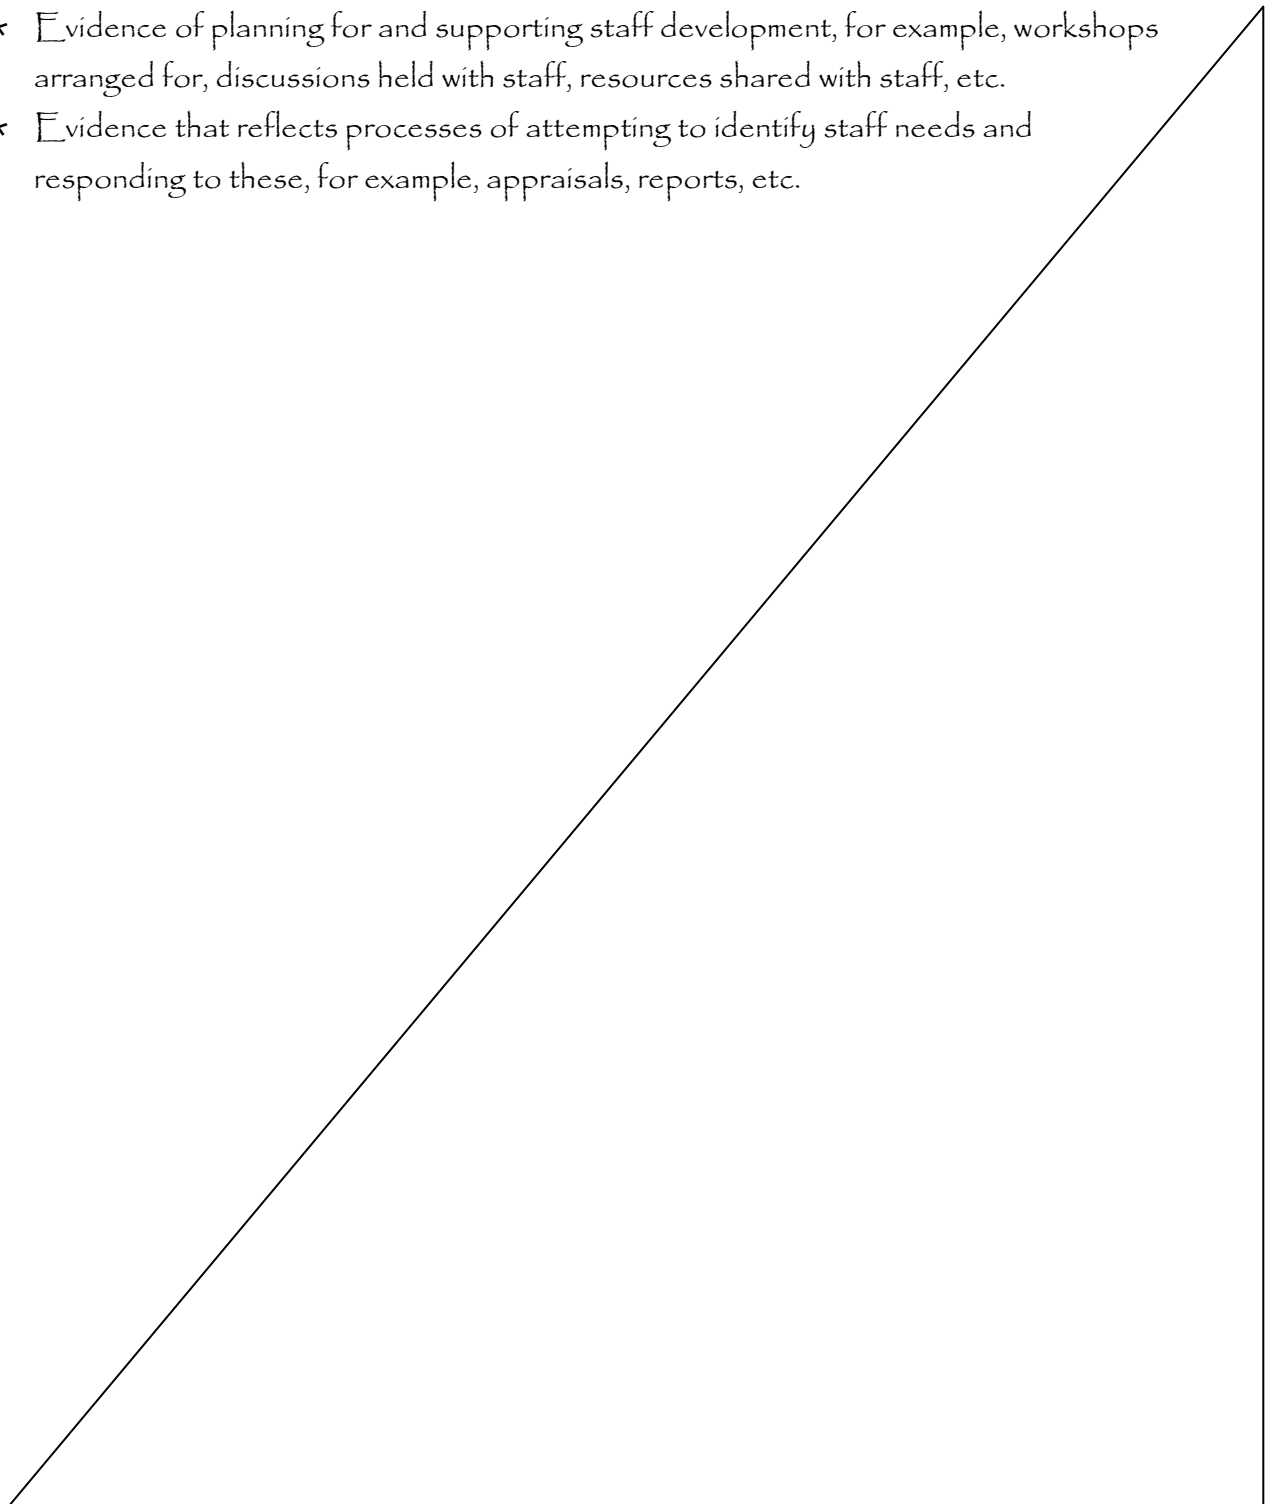 Evidence of planning for and supporting staff development, for example, workshops
arranged for, discussions held with staff, resources shared with staff, etc.
Evidence that reflects processes of attempting to identify staff needs and
responding to these, for example, appraisals, reports, etc.